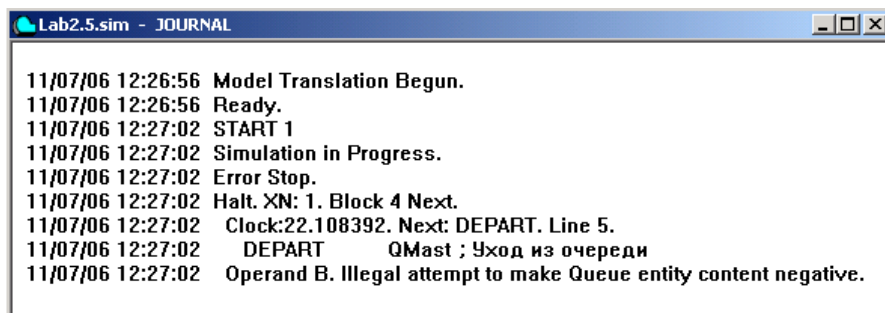 Lab2.5.sim - JOURNAL
11/07/06 12:26:56 Model Translation Begun.
11/07/06 12:26:56 Ready.
11/07/06 12:27:02 START 1
11/07/06 12:27:02 Simulation in Progress.
11/07/06 12:27:02 Error Stop.
11/07/06 12:27:02 Halt. XN: 1. Block 4 Next.
11/07/06 12:27:02 Clock:22.108392. Next: DEPART. Line 5.
11/07/06 12:27:02 DEPART QMast ; Уход из очереди
11/07/06 12:27:02 Operand B. Illegal attempt to make Queue entity content negative.